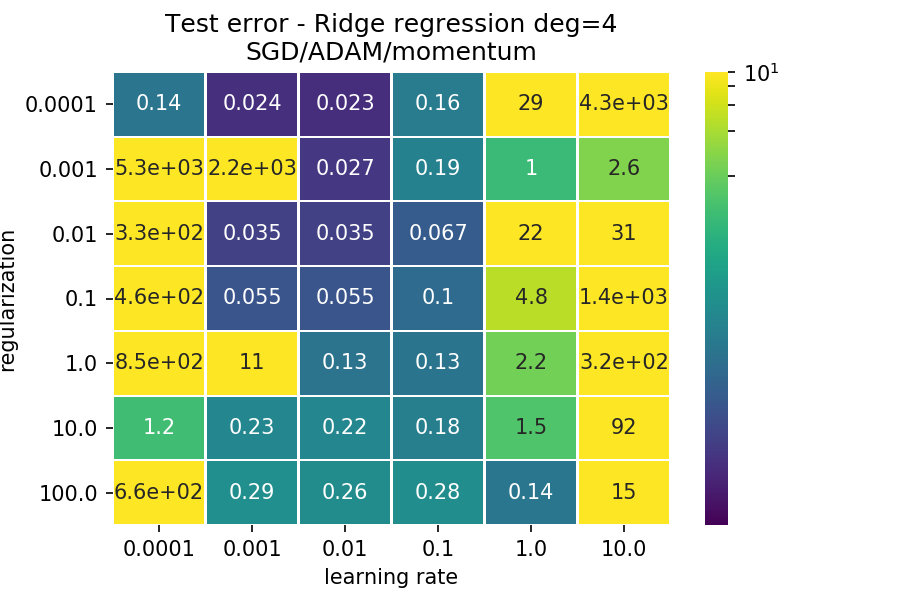 Test error - Ridge regression deg=4
SGD/ADAM/momentum
0.0001 0.14 0.024 0.023 0.16 29 4.3e+03
0.001 5.3e+03 2.2e+03 0.027 0.19 1 2.6
0.01 3.3e+02 0.035 0.035 0.067 22 31
0.1 4.6e+02 0.055 0.055 0.1 4.8 1.4e+03
1.0 8.5e+02 11 0.13 0.13 2.2 3.2e+02
10.0 1.2 0.23 0.22 0.18 1.5 92
100.0 6.6e+02 0.29 0.26 0.28 0.14 15
0.0001 0.001 0.01 0.1 1.0 10.0
learning rate
regularization
10¹